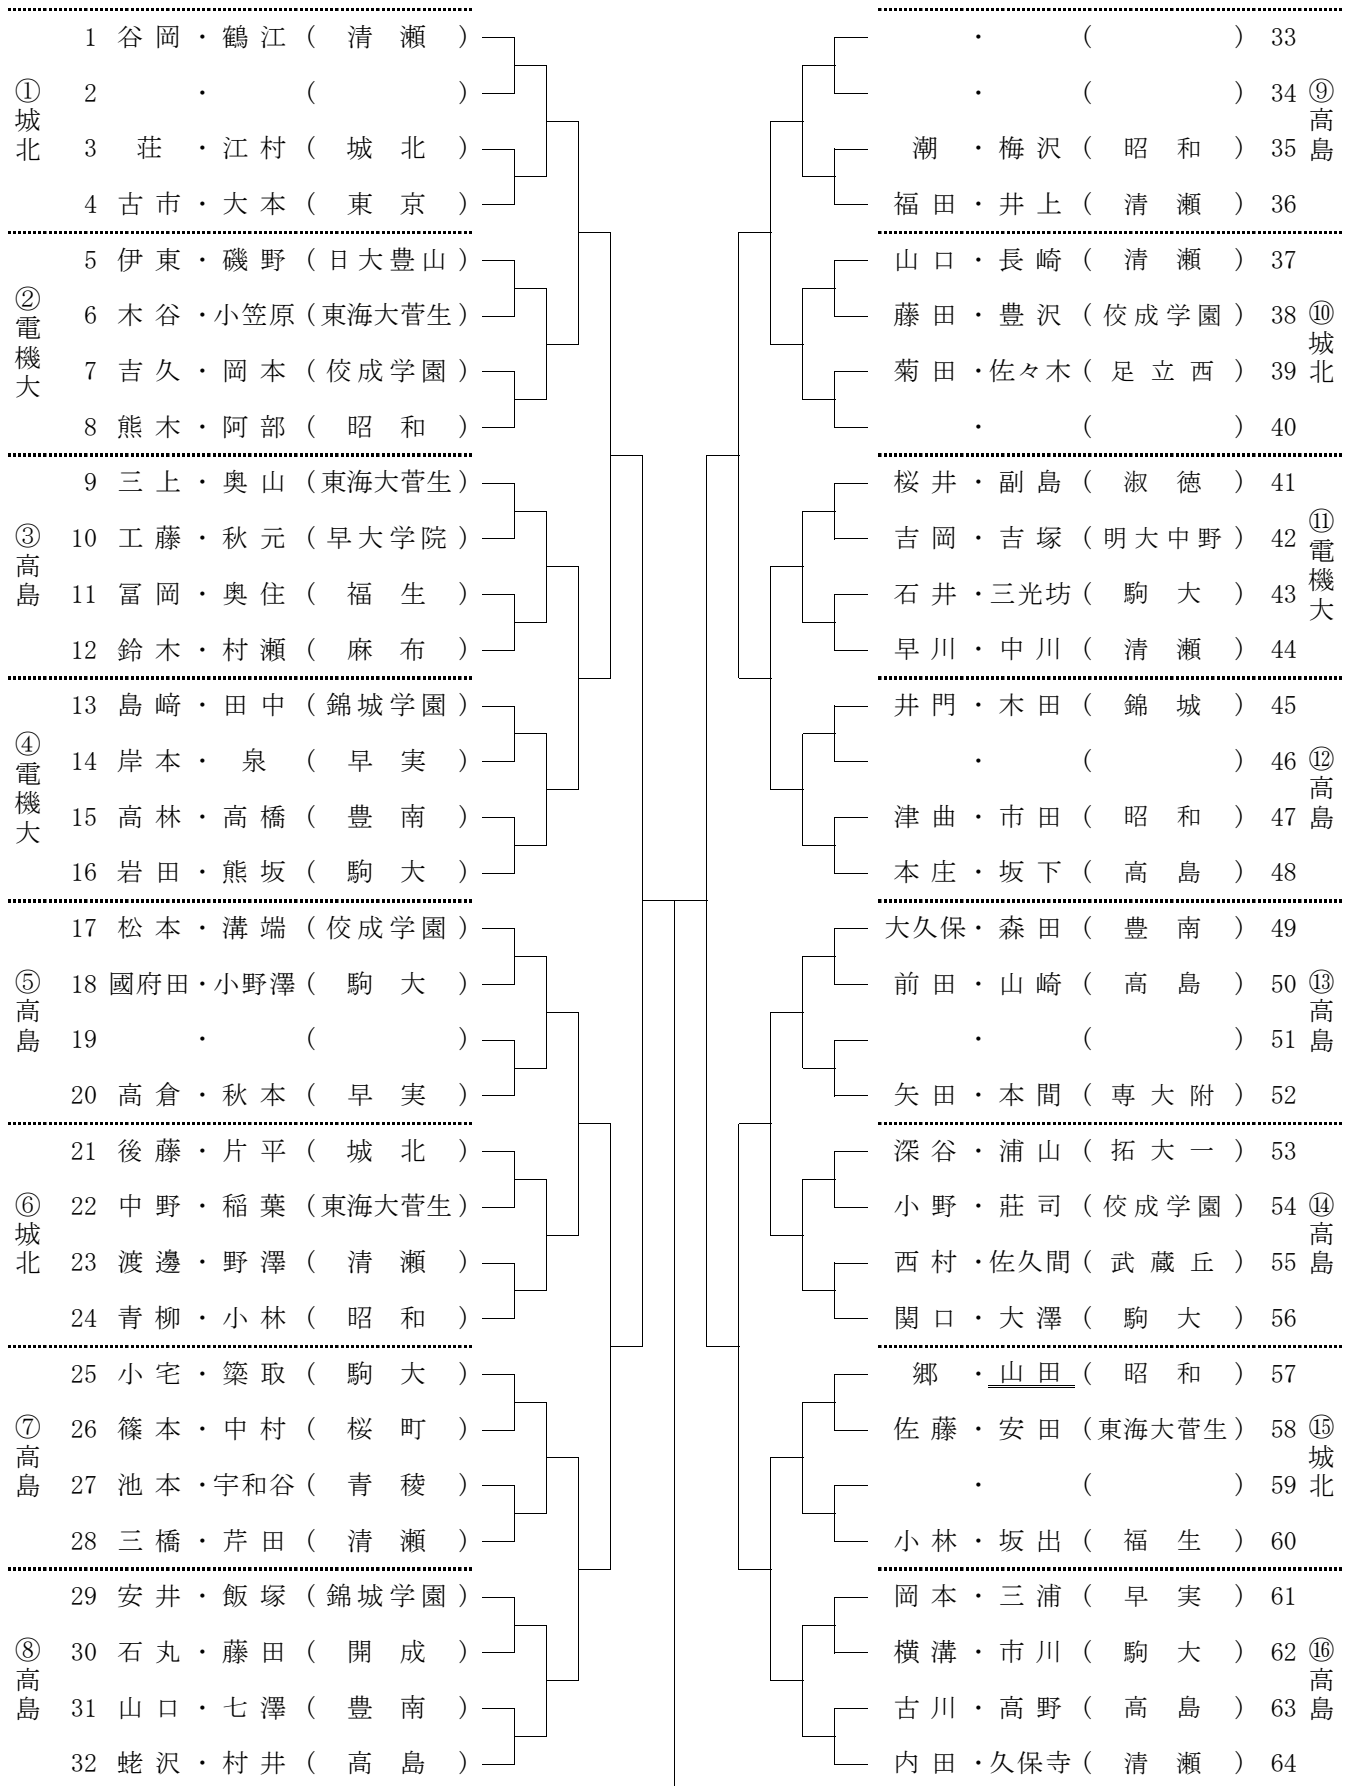 ①城北
1 谷岡・鶴江(清瀬)
2 ・ ( )
3 荘・江村(城北)
4 古市・大本(東京)
②電機大
5 伊東・磯野(日大豊山)
6 木谷・小笠原(東海大菅生)
7 吉久・岡本(佼成学園)
8 熊木・阿部(昭和)
③高島
9 三上・奥山(東海大菅生)
10 工藤・秋元(早大学院)
11 冨岡・奥住(福生)
12 鈴木・村瀬(麻布)
④電機大
13 島﨑・田中(錦城学園)
14 岸本・泉(早実)
15 高林・高橋(豊南)
16 岩田・熊坂(駒大)
⑤高島
17 松本・溝端(佼成学園)
18 國府田・小野澤(駒大)
19 ・ ( )
20 高倉・秋本(早実)
⑥城北
21 後藤・片平(城北)
22 中野・稲葉(東海大菅生)
23 渡邊・野澤(清瀬)
24 青柳・小林(昭和)
⑦高島
25 小宅・簗取(駒大)
26 篠本・中村(桜町)
27 池本・宇和谷(青稜)
28 三橋・芹田(清瀬)
⑧高島
29 安井・飯塚(錦城学園)
30 石丸・藤田(開成)
31 山口・七澤(豊南)
32 蛯沢・村井(高島)
・ ( ) 33
・ ( ) 34
潮・梅沢(昭和) 35
福田・井上(清瀬) 36
⑨高島
山口・長崎(清瀬) 37
藤田・豊沢(佼成学園) 38
菊田・佐々木(足立西) 39
・ ( ) 40
⑩城北
桜井・副島(淑徳) 41
吉岡・吉塚(明大中野) 42
石井・三光坊(駒大) 43
早川・中川(清瀬) 44
⑪電機大
井門・木田(錦城) 45
・ ( ) 46
津曲・市田(昭和) 47
本庄・坂下(高島) 48
⑫高島
大久保・森田(豊南) 49
前田・山崎(高島) 50
・ ( ) 51
矢田・本間(専大附) 52
⑬高島
深谷・浦山(拓大一) 53
小野・莊司(佼成学園) 54
西村・佐久間(武蔵丘) 55
関口・大澤(駒大) 56
⑭高島
郷・山田(昭和) 57
佐藤・安田(東海大菅生) 58
・ ( ) 59
小林・坂出(福生) 60
⑮城北
岡本・三浦(早実) 61
横溝・市川(駒大) 62
古川・高野(高島) 63
内田・久保寺(清瀬) 64
⑯高島